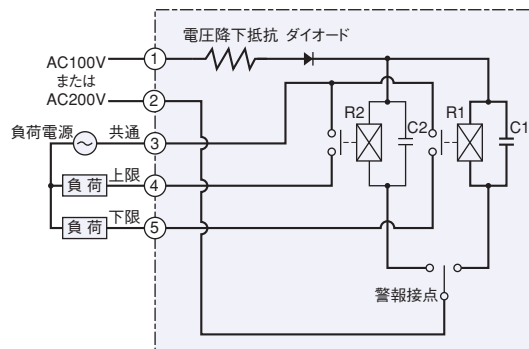 電圧降下抵抗 ダイオード
AC100V
または
AC200V
1
2
負荷電源
共通
3
負荷
上限
4
負荷
下限
5
R2
C2
R1
C1
警報接点